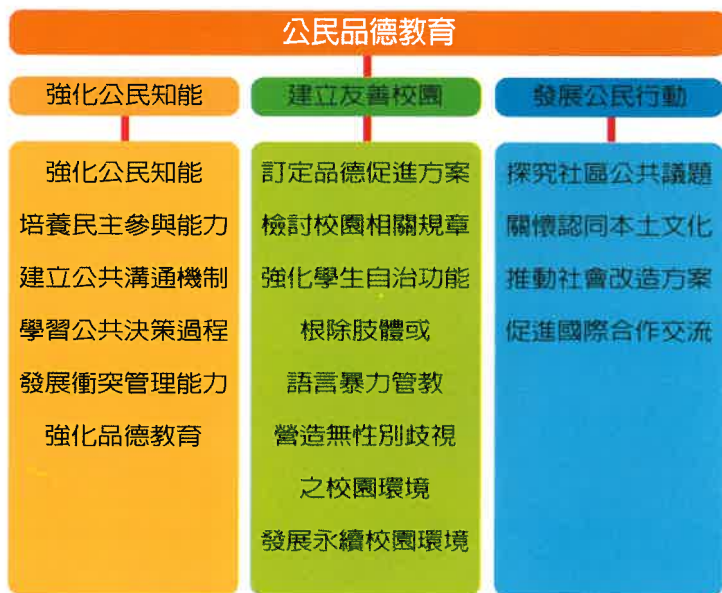 公民品德教育
強化公民知能
強化公民知能
培養民主參與能力
建立公共溝通機制
學習公共決策過程
發展衝突管理能力
強化品德教育
建立友善校園
訂定品德促進方案
檢討校園相關規章
強化學生自治功能
根除肢體或
語言暴力管教
營造無性別歧視
之校園環境
發展永續校園環境
發展公民行動
探究社區公共議題
關懷認同本土文化
推動社會改造方案
促進國際合作交流